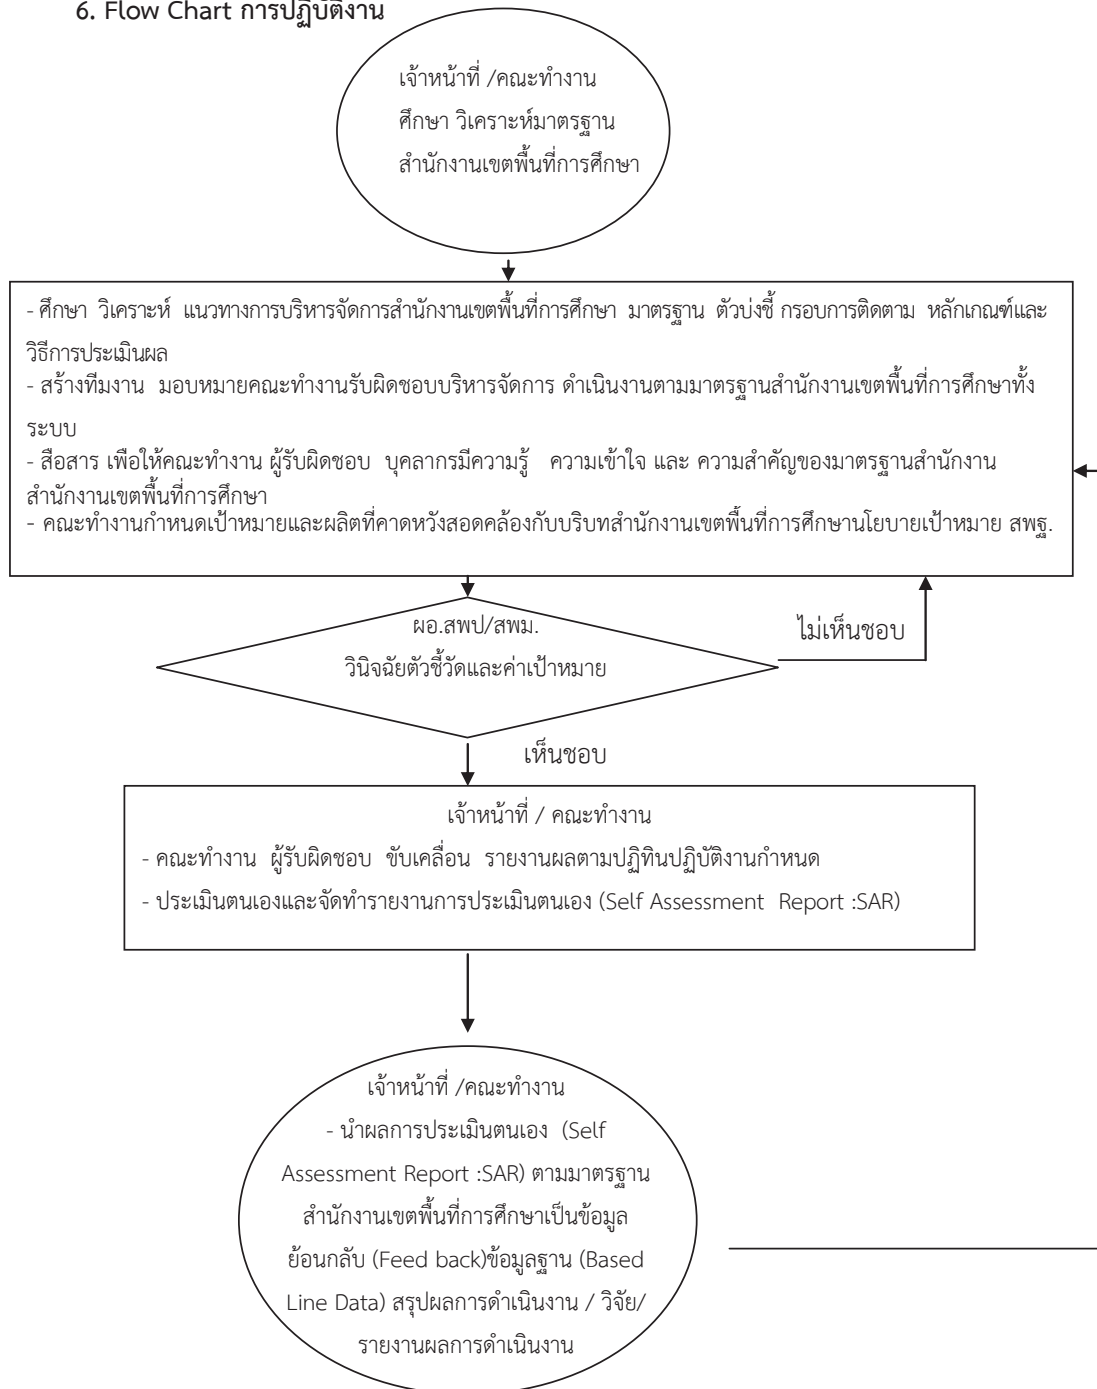 6. Flow Chart การปฏิบัติงาน
เจ้าหน้าที่ /คณะทำงาน
ศึกษา วิเคราะห์มาตรฐาน
สำนักงานเขตพื้นที่การศึกษา
- ศึกษา วิเคราะห์ แนวทางการบริหารจัดการสำนักงานเขตพื้นที่การศึกษา มาตรฐาน ตัวบ่งชี้ กรอบการติดตาม หลักเกณฑ์และ
วิธีการประเมินผล
- สร้างทีมงาน มอบหมายคณะทำงานรับผิดชอบบริหารจัดการ ดำเนินงานตามมาตรฐานสำนักงานเขตพื้นที่การศึกษาทั้ง
ระบบ
- สือสาร เพือให้คณะทำงาน ผู้รับผิดชอบ บุคลากรมีความรู้ ความเข้าใจ และ ความสำคัญของมาตรฐานสำนักงาน
สำนักงานเขตพื้นที่การศึกษา
- คณะทำงานกำหนดเป้าหมายและผลิตที่คาดหวังสอดคล้องกับบริบทสำนักงานเขตพื้นที่การศึกษานโยบายเป้าหมาย สพฐ.
ผอ.สพป/สพม.
วินิจฉัยตัวชี้วัดและค่าเป้าหมาย
ไม่เห็นชอบ
เห็นชอบ
เจ้าหน้าที่ / คณะทำงาน
- คณะทำงาน ผู้รับผิดชอบ ขับเคลื่อน รายงานผลตามปฏิทินปฏิบัติงานกำหนด
- ประเมินตนเองและจัดทำรายงานการประเมินตนเอง (Self Assessment Report :SAR)
เจ้าหน้าที่ /คณะทำงาน
- นำผลการประเมินตนเอง (Self
Assessment Report :SAR) ตามมาตรฐาน
สำนักงานเขตพื้นที่การศึกษาเป็นข้อมูล
ย้อนกลับ (Feed back)ข้อมูลฐาน (Based
Line Data) สรุปผลการดำเนินงาน / วิจัย/
รายงานผลการดำเนินงาน